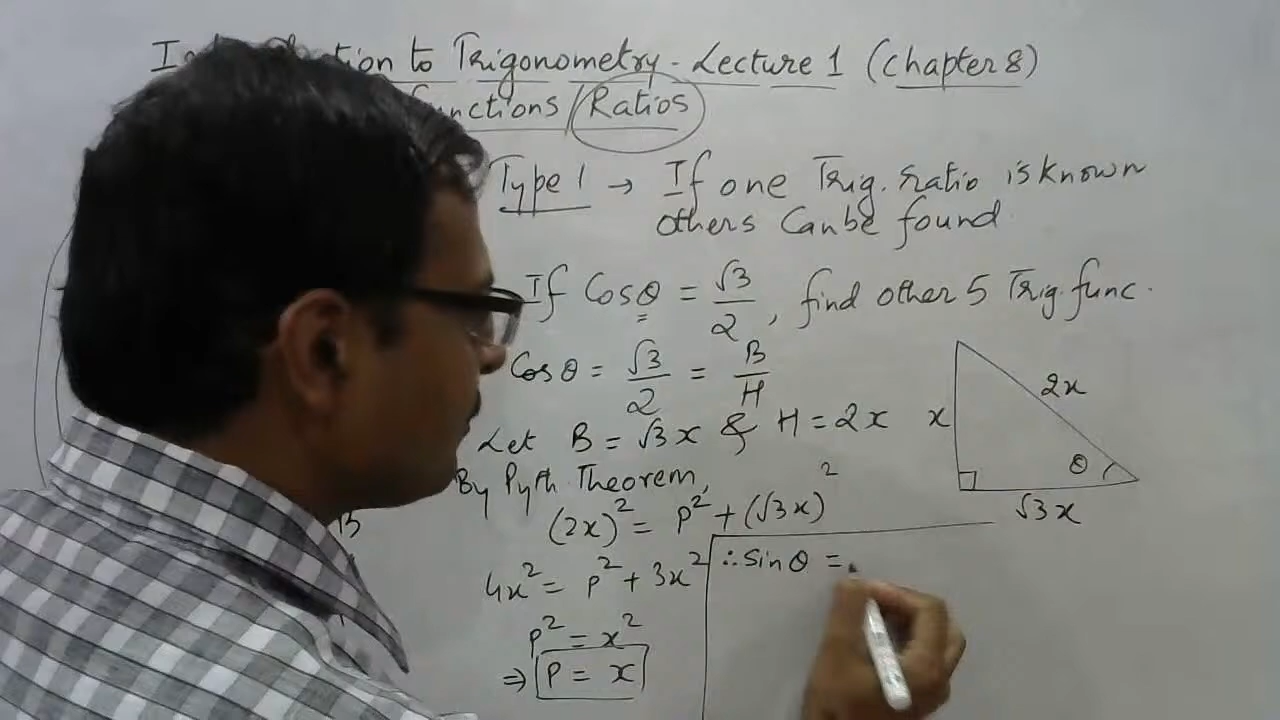 to Trigonometry - Lecture 1 (Chapter 8)
Functions / Ratios
Type 1 → If one Trig. ratio is known
others Can be found
If Cosθ = √3/2 , find other 5 Trig. func.
Cosθ = √3/2 = B/H
Let B = √3x & H = 2x
By Pyth Theorem,
(2x)² = P² + (√3x)²
4x² = P² + 3x²
P² = x²
⇒ P = x
2x
x
θ
√3x
∴ Sinθ =
B